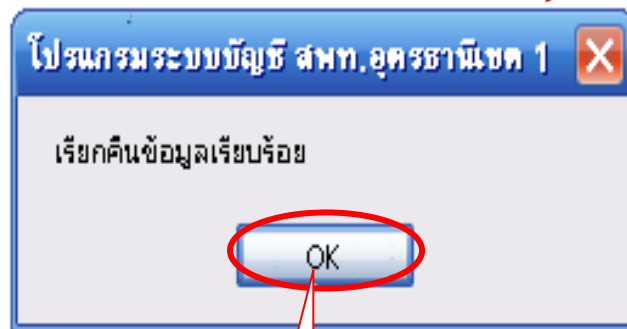 โปรแกรมระบบบัญชี สพท.อุดรธานีเขต 1
เรียกคืนข้อมูลเรียบร้อย
OK